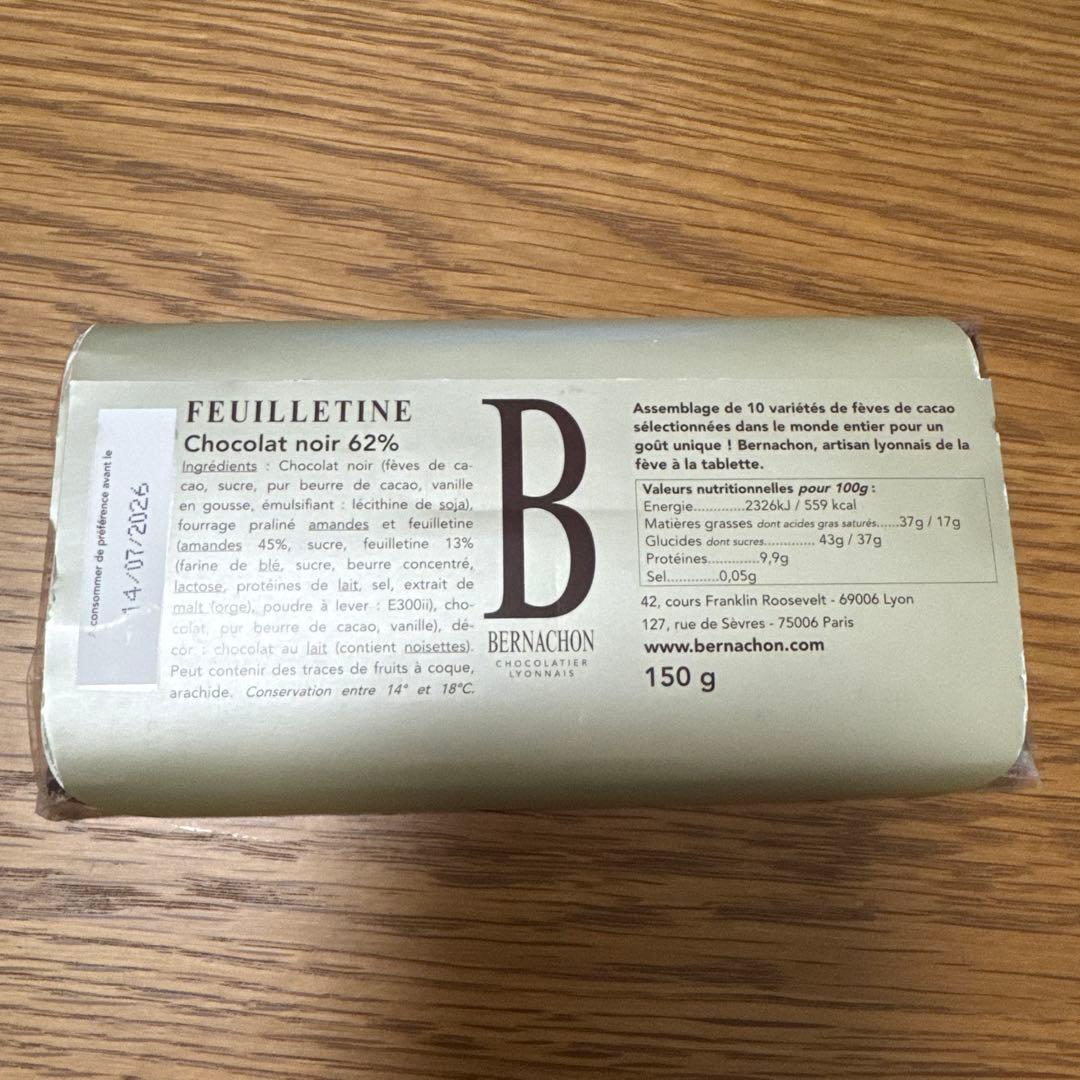 consommer de préférence avant le
14/07/2026
FEUILLETINE
Chocolat noir 62%
Ingrédients : Chocolat noir (fèves de ca-
cao, sucre, pur beurre de cacao, vanille
en gousse, émulsifiant : lécithine de soja),
fourrage praliné amandes et feuilletine
(amandes 45%, sucre, feuilletine 13%
(farine de blé, sucre, beurre concentré,
lactose, protéines de lait, sel, extrait de
malt (orge), poudre à lever : E300ii), cho-
colat, pur beurre de cacao, vanille), dé-
cor : chocolat au lait (contient noisettes).
Peut contenir des traces de fruits à coque,
arachide. Conservation entre 14° et 18°C.
B
BERNACHON
CHOCOLATIER
LYONNAIS
Assemblage de 10 variétés de fèves de cacao
sélectionnées dans le monde entier pour un
goût unique ! Bernachon, artisan lyonnais de la
fève à la tablette.
Valeurs nutritionnelles pour 100g :
Energie............2326kJ / 559 kcal
Matières grasses dont acides gras saturés......37g / 17g
Glucides dont sucres............. 43g / 37g
Protéines............9,9g
Sel............0,05g
42, cours Franklin Roosevelt - 69006 Lyon
127, rue de Sèvres - 75006 Paris
www.bernachon.com
150 g